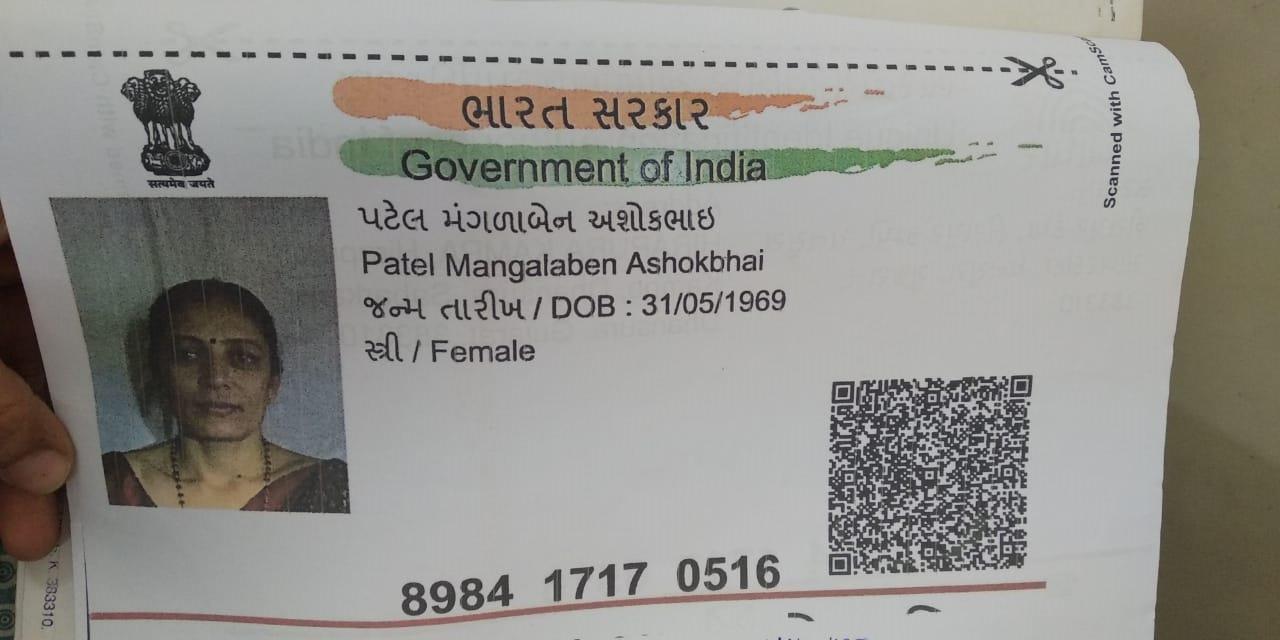 ભારત સરકાર
Government of India
सत्यमेव जयते
પટેલ મંગળાબેન અશોકભાઇ
Patel Mangalaben Ashokbhai
જન્મ તારીખ / DOB : 31/05/1969
સ્ત્રી / Female
8984 1717 0516
Scanned with CamSc
383310,